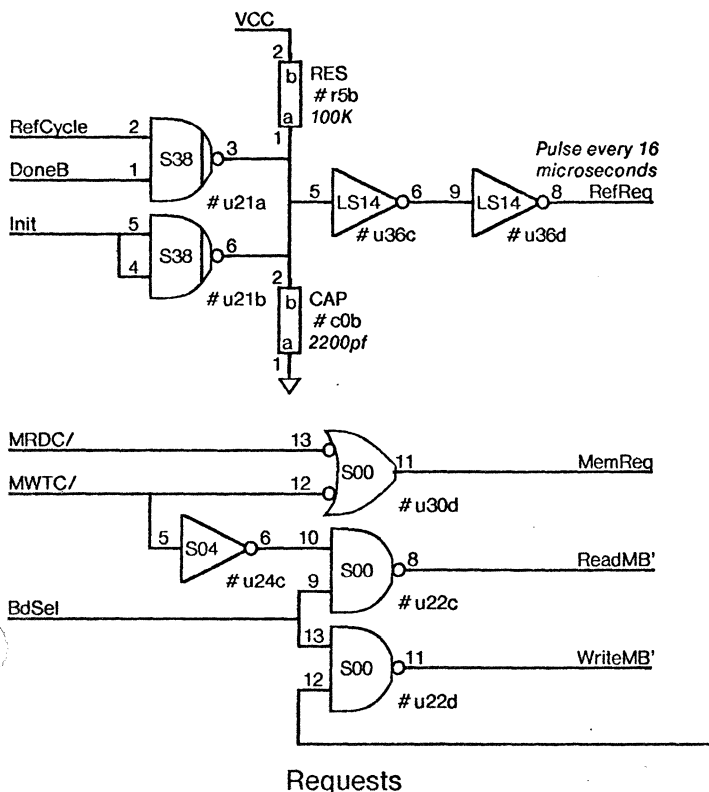 VCC
2
b RES
# r5b
a 100K
1
RefCycle 2
S38 3
DoneB 1
# u21a
Init 5
S38 6
4
# u21b
5 LS14 6
# u36c
9 LS14 8
# u36d
Pulse every 16
microseconds
RefReq
2
b CAP
# c0b
a 2200pf
1
MRDC/ 13
S00 11 MemReq
MWTC/ 12
# u30d
5 S04 6
# u24c
10
S00 8 ReadMB'
9
# u22c
BdSel
13
S00 11 WriteMB'
12
# u22d
Requests